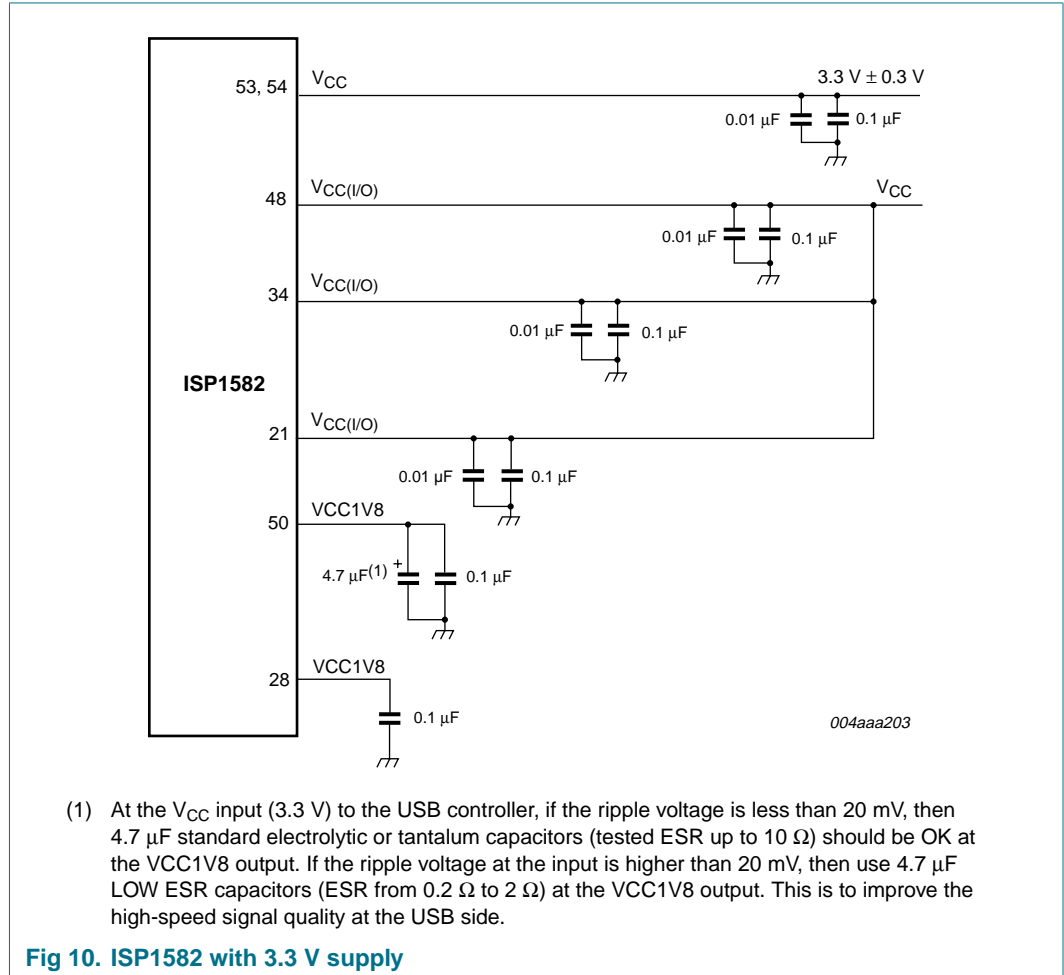 53, 54 VCC 3.3 V ± 0.3 V
0.01 μF 0.1 μF
48 VCC(I/O) VCC
0.01 μF 0.1 μF
34 VCC(I/O)
0.01 μF 0.1 μF
ISP1582
21 VCC(I/O)
0.01 μF 0.1 μF
50 VCC1V8
4.7 μF(1) + 0.1 μF
28 VCC1V8
0.1 μF
004aaa203
(1) At the VCC input (3.3 V) to the USB controller, if the ripple voltage is less than 20 mV, then
4.7 μF standard electrolytic or tantalum capacitors (tested ESR up to 10 Ω) should be OK at
the VCC1V8 output. If the ripple voltage at the input is higher than 20 mV, then use 4.7 μF
LOW ESR capacitors (ESR from 0.2 Ω to 2 Ω) at the VCC1V8 output. This is to improve the
high-speed signal quality at the USB side.
Fig 10. ISP1582 with 3.3 V supply